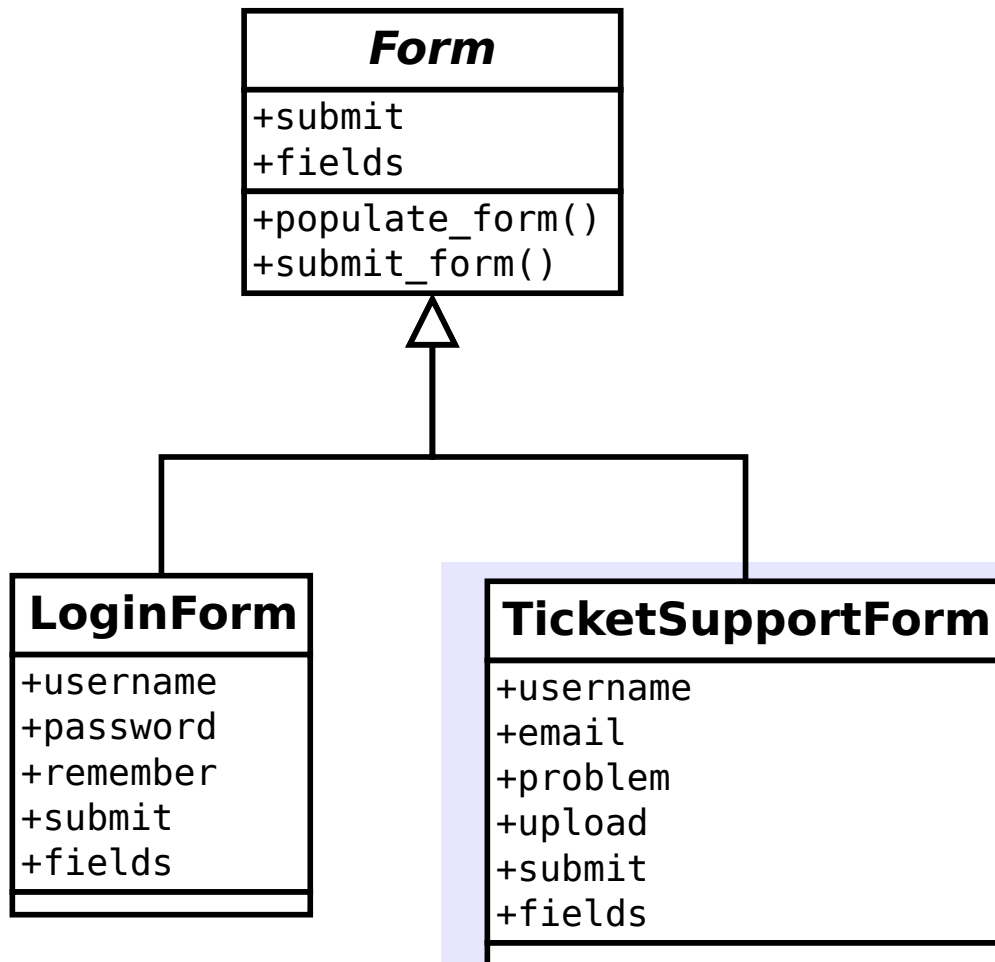 Form
+submit
+fields
+populate_form()
+submit_form()
LoginForm
+username
+password
+remember
+submit
+fields
TicketSupportForm
+username
+email
+problem
+upload
+submit
+fields